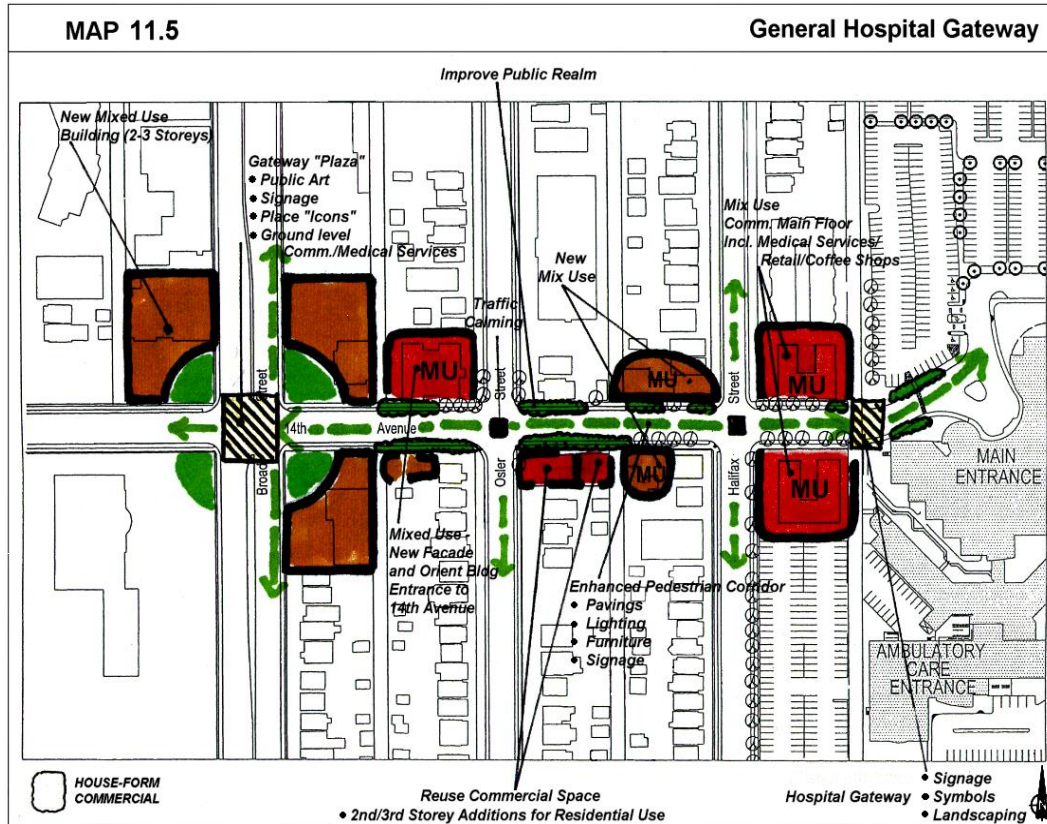 MAP 11.5
General Hospital Gateway
Improve Public Realm
New Mixed Use
Building (2-3 Storeys)
Gateway "Plaza"
• Public Art
• Signage
• Place "Icons"
• Ground level
Comm./Medical Services
Traffic
Calming
New
Mix Use
Mix Use
Comm. Main Floor
Incl. Medical Services/
Retail/Coffee Shops
MU
MU
MU
Street
Street
Street
14th
Avenue
Broad
Osler
Halifax
MU
MU
MAIN
ENTRANCE
Mixed Use -
New Facade
and Orient Bldg
Entrance to
14th Avenue
Enhanced Pedestrian Corridor
• Pavings
• Lighting
• Furniture
• Signage
AMBULATORY
CARE
ENTRANCE
HOUSE-FORM
COMMERCIAL
Reuse Commercial Space
• 2nd/3rd Storey Additions for Residential Use
Hospital Gateway
• Signage
• Symbols
• Landscaping
N